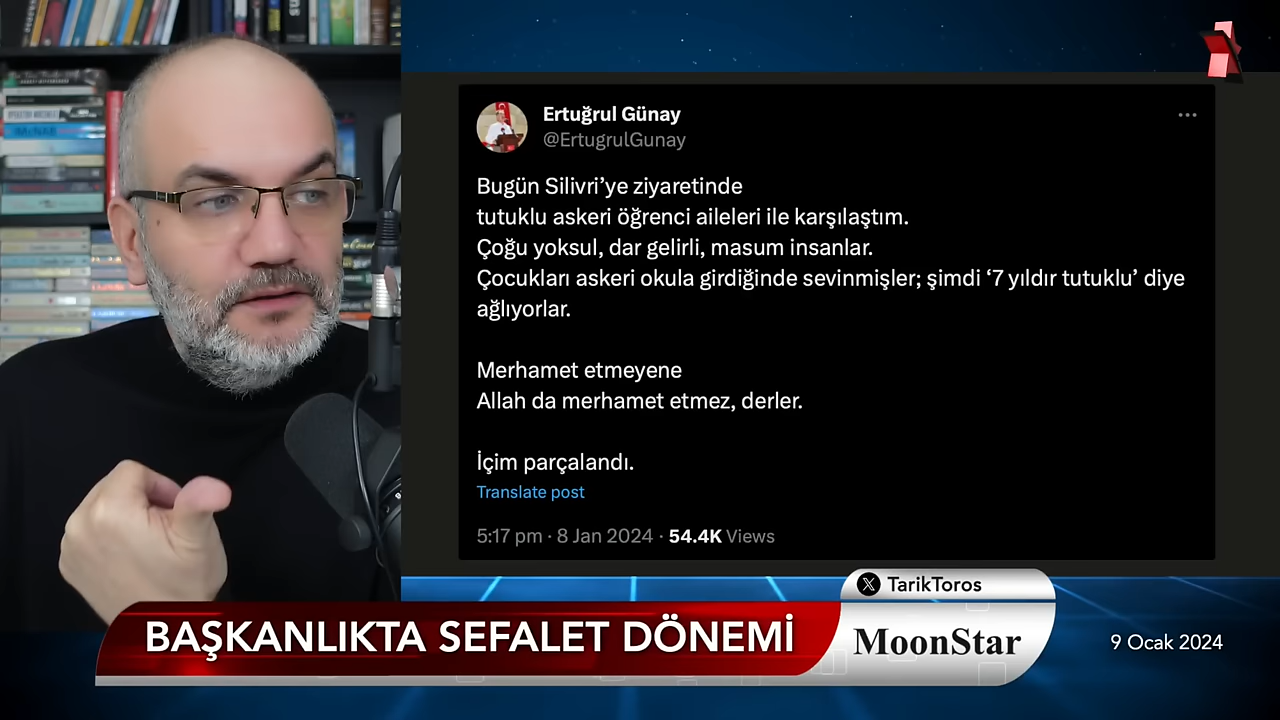 Ertuğrul Günay
@ErtugrulGunay
Bugün Silivri’ye ziyaretinde
tutuklu askeri öğrenci aileleri ile karşılaştım.
Çoğu yoksul, dar gelirli, masum insanlar.
Çocukları askeri okula girdiğinde sevinmişler; şimdi ‘7 yıldır tutuklu’ diye
ağlıyorlar.
Merhamet etmeyene
Allah da merhamet etmez, derler.
İçim parçalandı.
Translate post
5:17 pm · 8 Jan 2024 · 54.4K Views
TarikToros
BAŞKANLIKTA SEFALET DÖNEMİ
MoonStar
9 Ocak 2024